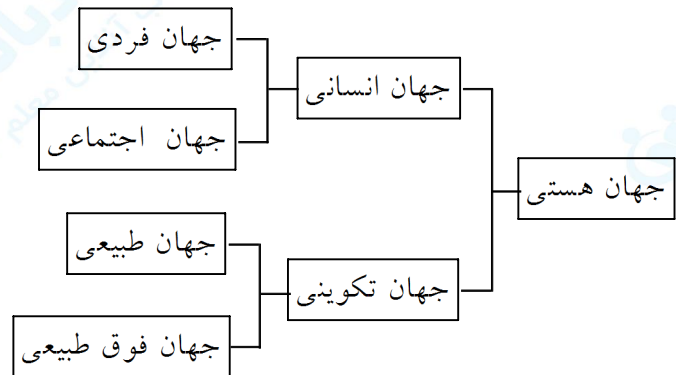 جهان هستی
جهان انسانی
جهان فردی
جهان اجتماعی
جهان تکوینی
جهان طبیعی
جهان فوق طبیعی